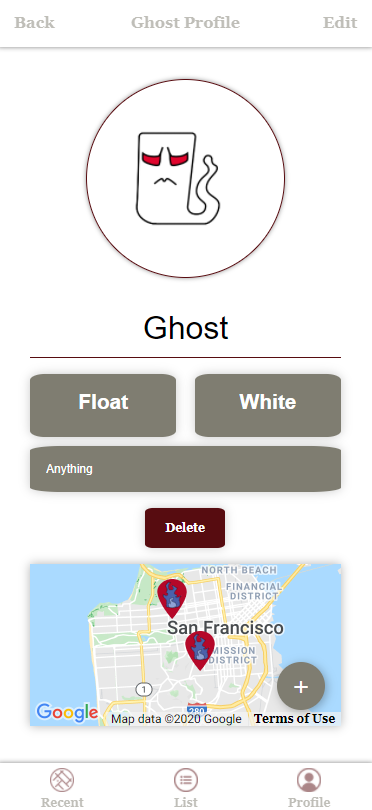 Back Ghost Profile Edit
Ghost
Float White
Anything
Delete
NORTH BEACH
FINANCIAL
DISTRICT
San Francisco
MISSION
DISTRICT
1
280
+
Google Map data ©2020 Google Terms of Use
Recent List Profile